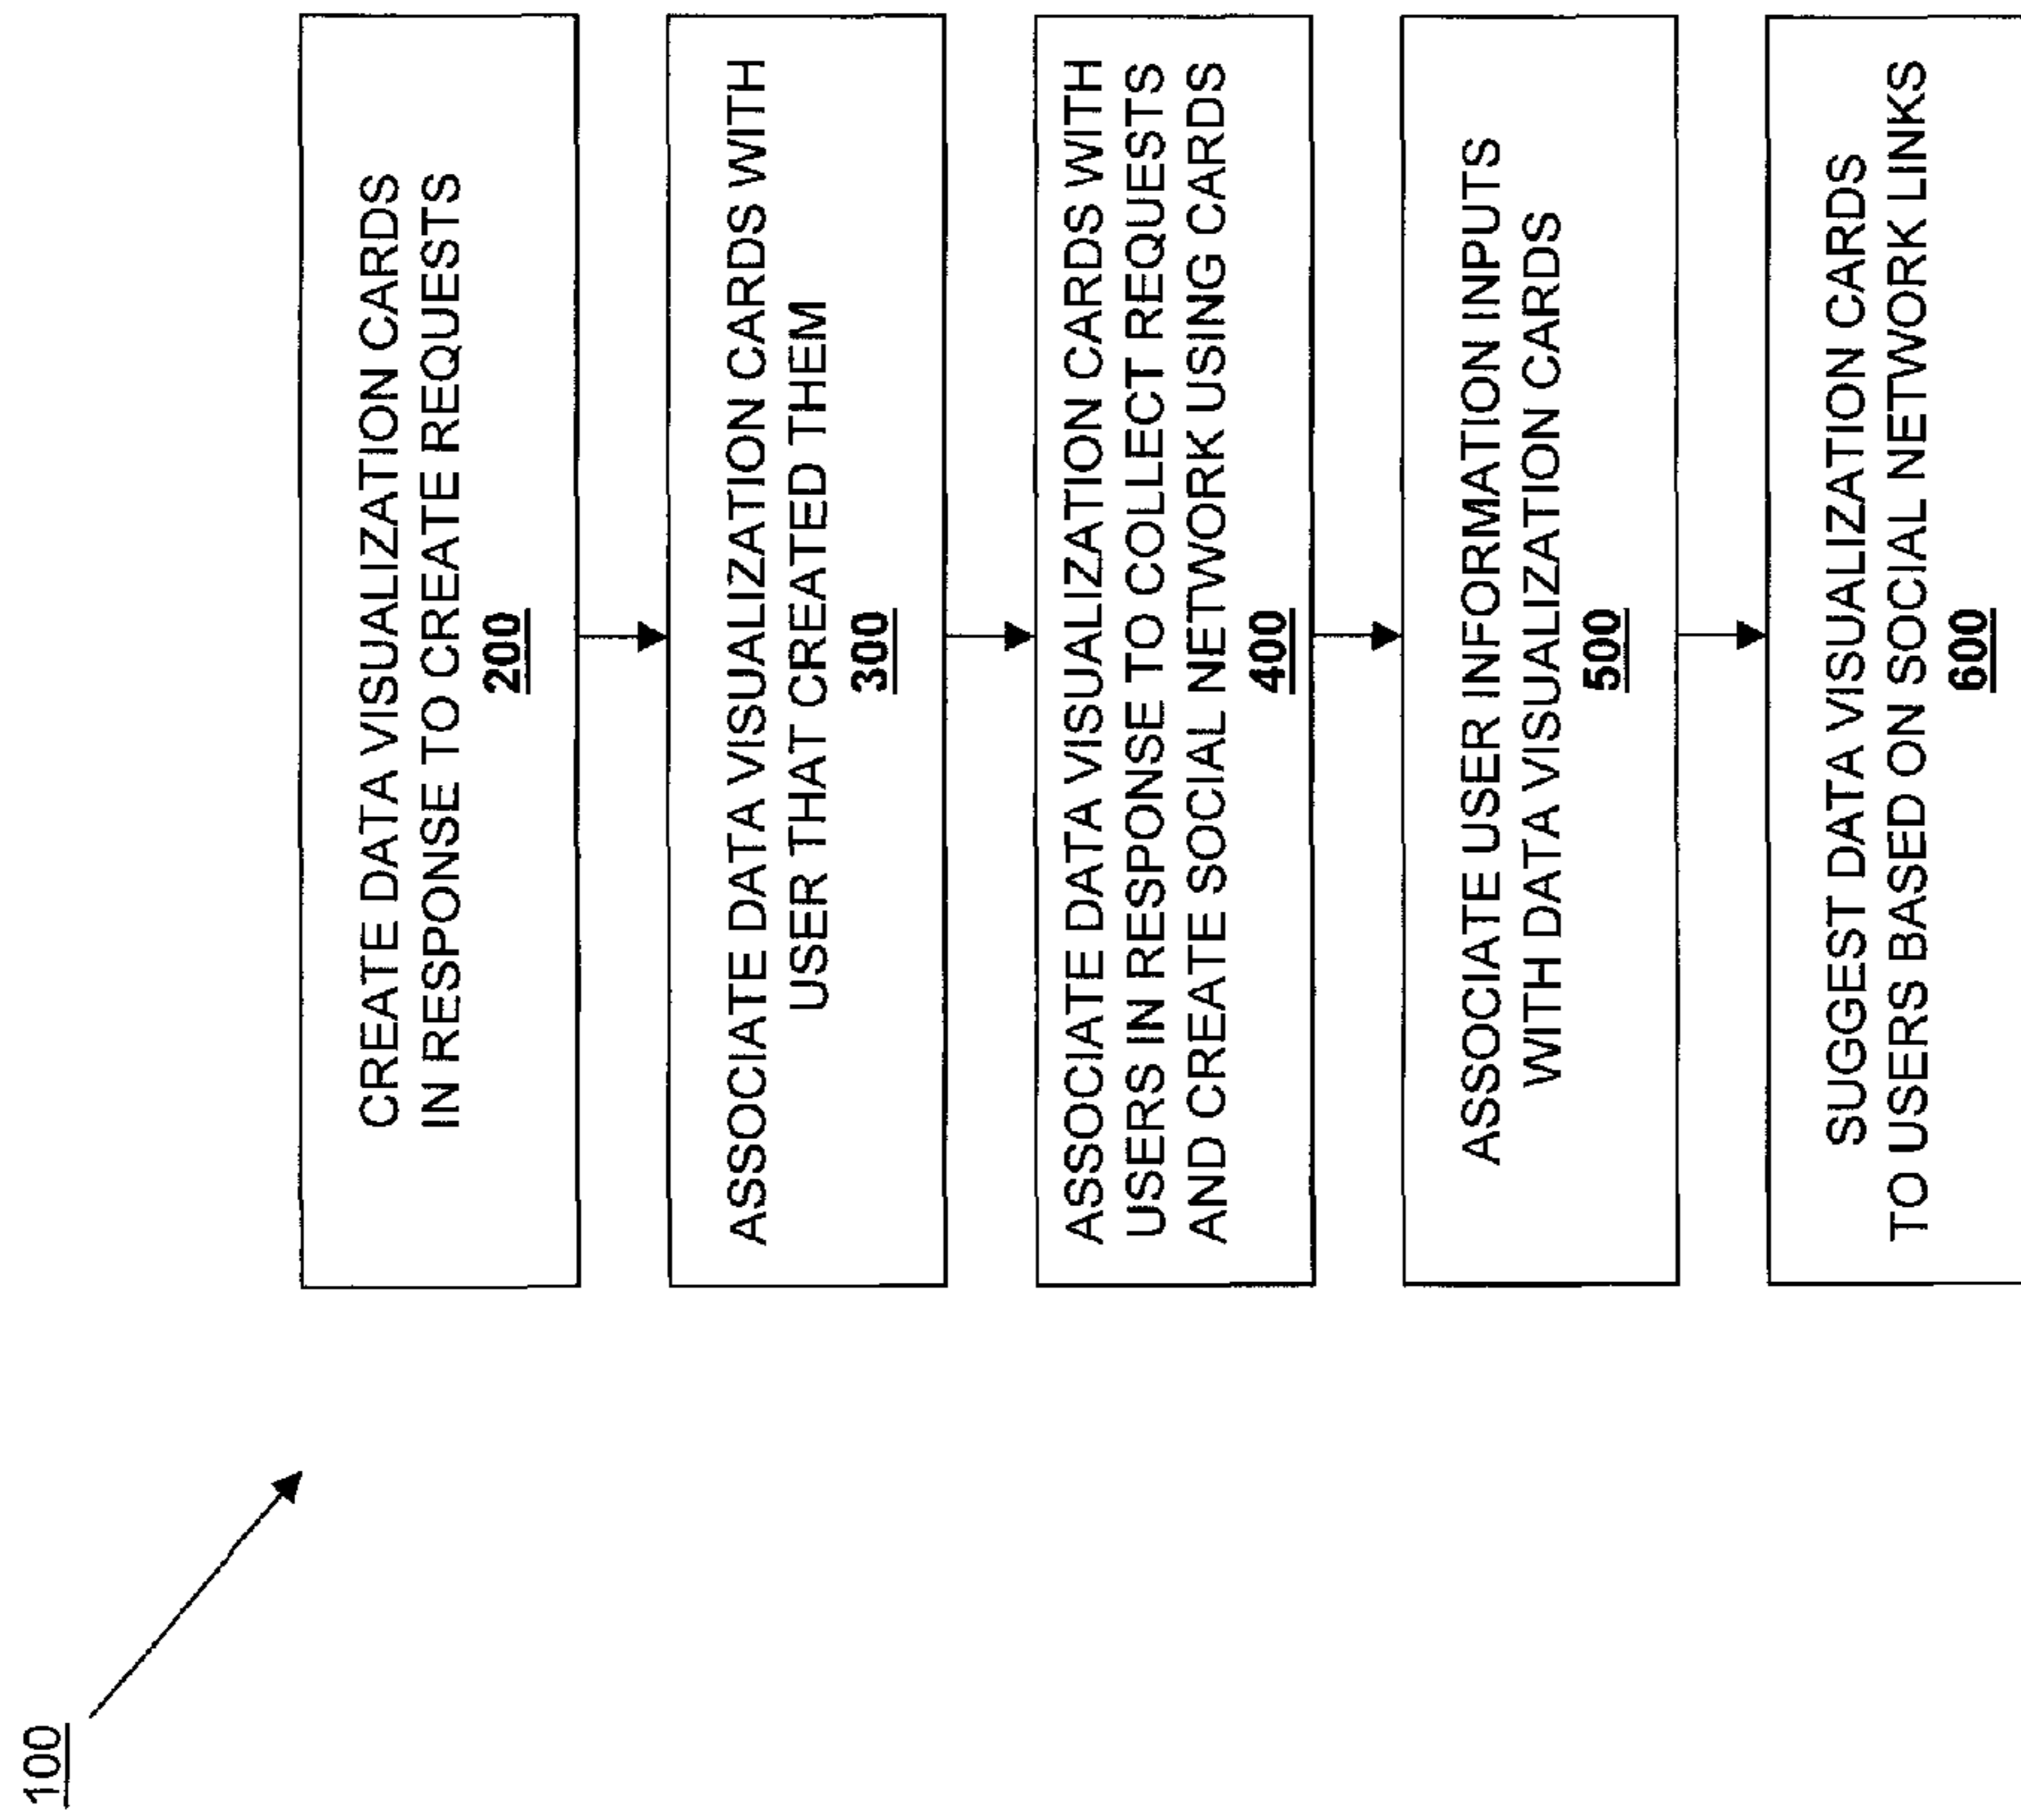 100
CREATE DATA VISUALIZATION CARDS
IN RESPONSE TO CREATE REQUESTS
200
ASSOCIATE DATA VISUALIZATION CARDS WITH
USER THAT CREATED THEM
300
ASSOCIATE DATA VISUALIZATION CARDS WITH
USERS IN RESPONSE TO COLLECT REQUESTS
AND CREATE SOCIAL NETWORK USING CARDS
400
ASSOCIATE USER INFORMATION INPUTS
WITH DATA VISUALIZATION CARDS
500
SUGGEST DATA VISUALIZATION CARDS
TO USERS BASED ON SOCIAL NETWORK LINKS
600